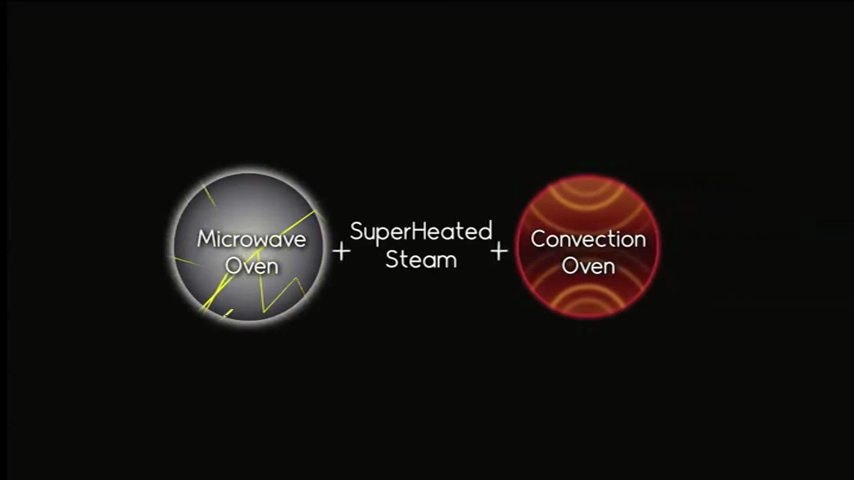 Microwave
Oven
+
SuperHeated
Steam
+
Convection
Oven